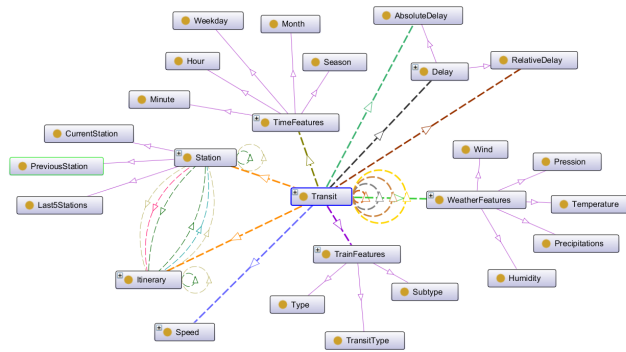 AbsoluteDelay
Weekday
Month
Hour
Season
RelativeDelay
Delay
Minute
TimeFeatures
CurrentStation
Station
Wind
PreviousStation
Pression
Last5Stations
Transit
WeatherFeatures
Temperature
Precipitations
TrainFeatures
Itinerary
Humidity
Type
Subtype
Speed
TransitType